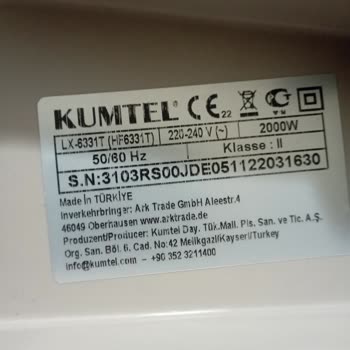 KUMTEL® CE 22
LX-6331T (HF6331T) 220-240 V (~) 2000W
50/60 Hz Klasse : II
S.N:3103RS00JDE051122031630
Made in TÜRKİYE
Inverkehrbringer: Ark Trade GmbH Aleestr.4
46049 Oberhausen www.arktrade.de
Produzent/Producer: Kumtel Day. Tük.Mall. Pls. San. ve Tic. A.Ş.
Org. San. Böl. 6. Cad. No:42 Melikgazi/Kayseri/Turkey
info@kumtel.com – +90 352 3211400